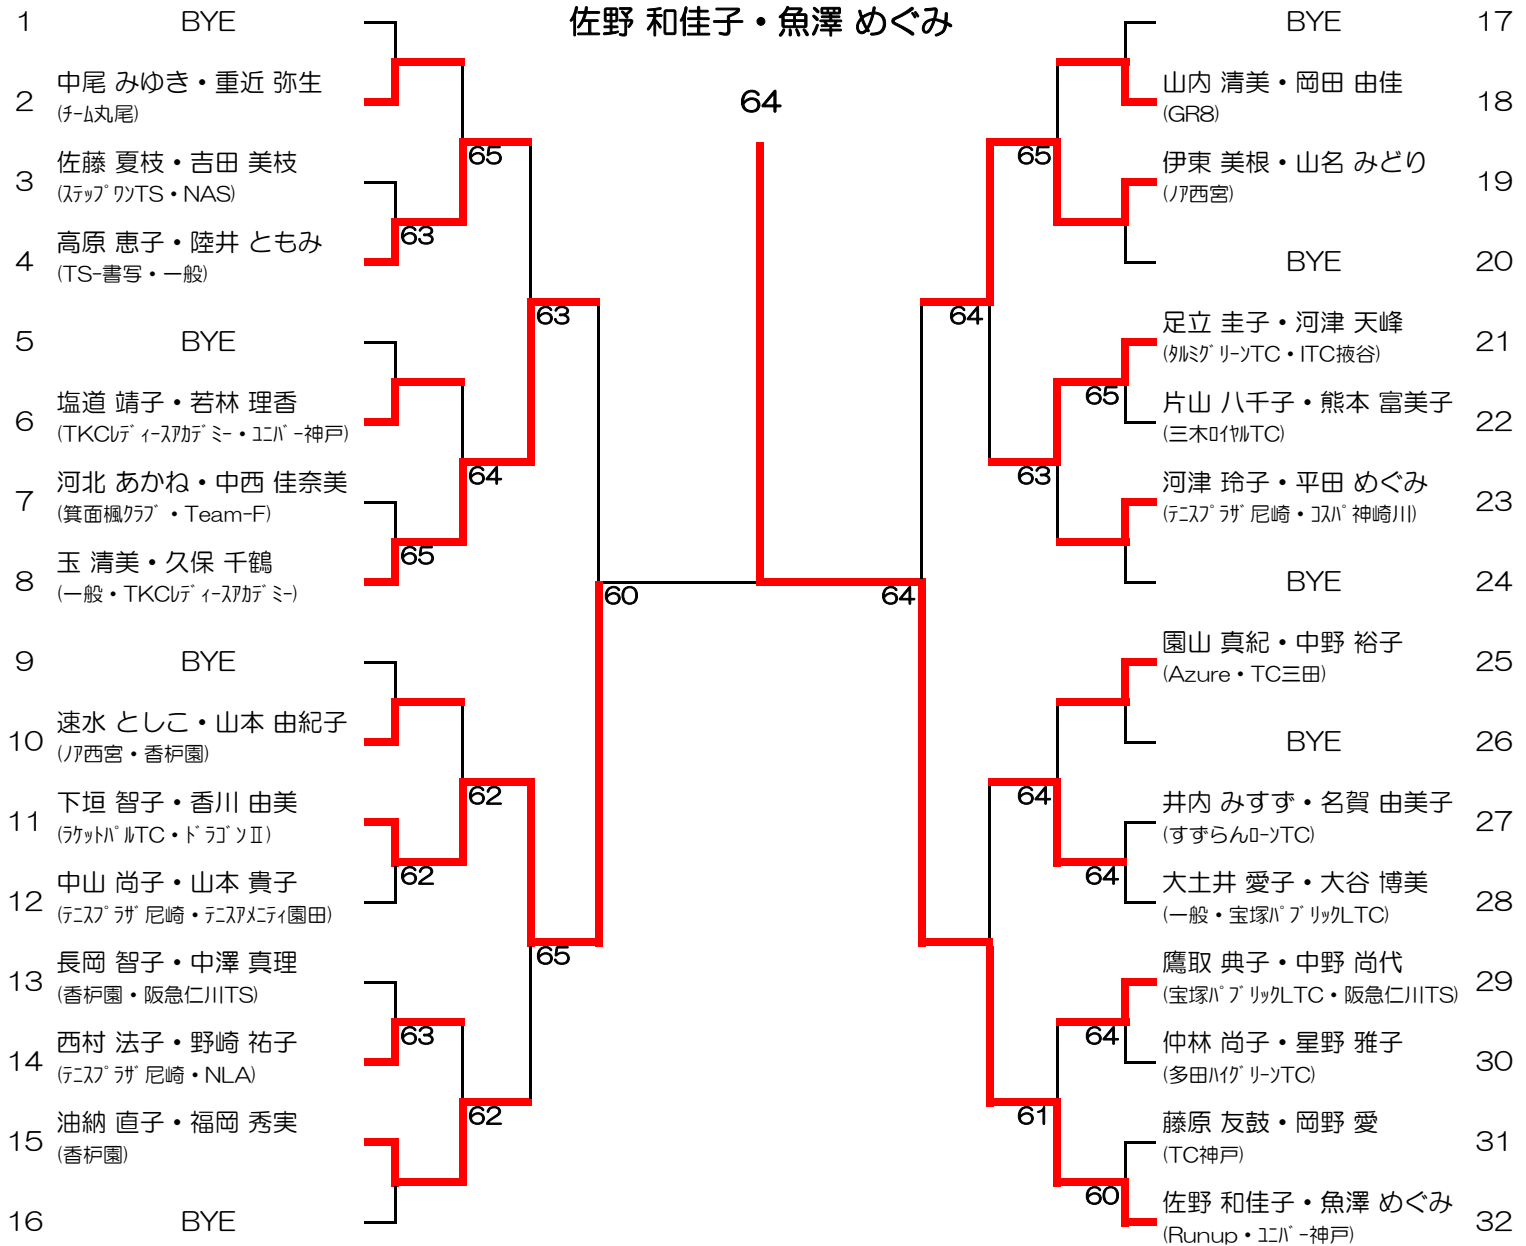 佐野 和佳子・魚澤 めぐみ
64
1 BYE
2 中尾 みゆき・重近 弥生
(ﾁｰﾑ丸尾)
65
3 佐藤 夏枝・吉田 美枝
(ｽﾃｯﾌﾟﾜﾝTS・NAS)
63
4 高原 恵子・陸井 ともみ
(TS-書写・一般)
63
5 BYE
6 塩道 靖子・若林 理香
(TKCﾚﾃﾞｨｰｽｱｶﾃﾞﾐｰ・ﾕﾆﾊﾞｰ神戸)
64
7 河北 あかね・中西 佳奈美
(箕面楓ｸﾗﾌﾞ・Team-F)
65
8 玉 清美・久保 千鶴
(一般・TKCﾚﾃﾞｨｰｽｱｶﾃﾞﾐｰ)
60
9 BYE
10 速水 としこ・山本 由紀子
(ﾉｱ西宮・香枦園)
62
11 下垣 智子・香川 由美
(ﾗｹｯﾄﾊﾟﾙTC・ﾄﾞﾗｺﾞﾝⅡ)
62
12 中山 尚子・山本 貴子
(ﾃﾆｽﾌﾟﾗｻﾞ尼崎・ﾃﾆｽｱﾒﾆﾃｨ園田)
65
13 長岡 智子・中澤 真理
(香枦園・阪急仁川TS)
63
14 西村 法子・野崎 祐子
(ﾃﾆｽﾌﾟﾗｻﾞ尼崎・NLA)
62
15 油納 直子・福岡 秀実
(香枦園)
16 BYE
BYE 17
山内 清美・岡田 由佳 18
(GR8)
65
伊東 美根・山名 みどり 19
(ﾉｱ西宮)
BYE 20
64
足立 圭子・河津 天峰 21
(ﾀﾙﾐｸﾞﾘｰﾝTC・ITC掖谷)
65
片山 八千子・熊本 富美子 22
(三木ﾛｲﾔﾙTC)
63
河津 玲子・平田 めぐみ 23
(ﾃﾆｽﾌﾟﾗｻﾞ尼崎・ｺｽﾊﾟ神崎川)
BYE 24
64
園山 真紀・中野 裕子 25
(Azure・TC三田)
BYE 26
64
井内 みすず・名賀 由美子 27
(すずらんﾛｰﾝTC)
64
大土井 愛子・大谷 博美 28
(一般・宝塚ﾊﾟﾌﾞﾘｯｸLTC)
鷹取 典子・中野 尚代 29
(宝塚ﾊﾟﾌﾞﾘｯｸLTC・阪急仁川TS)
64
仲林 尚子・星野 雅子 30
(多田ﾊｲｸﾞﾘｰﾝTC)
61
藤原 友鼓・岡野 愛 31
(TC神戸)
60
佐野 和佳子・魚澤 めぐみ 32
(Runup・ﾕﾆﾊﾞｰ神戸)